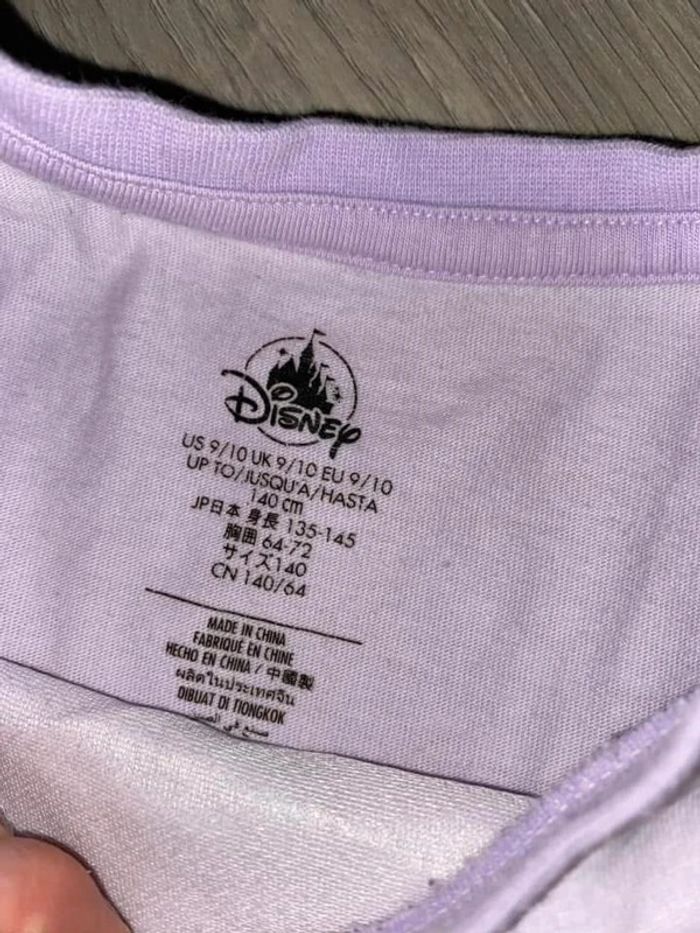 Disney
US 9/10 UK 9/10 EU 9/10
UP TO/JUSQU'A/HASTA
140 cm
JP日本 身長 135-145
胸囲 64-72
サイズ140
CN 140/64
MADE IN CHINA
FABRIQUÉ EN CHINE
HECHO EN CHINA / 中國製
ผลิตในประเทศจีน
DIBUAT DI TIONGKOK
صنع في الصين